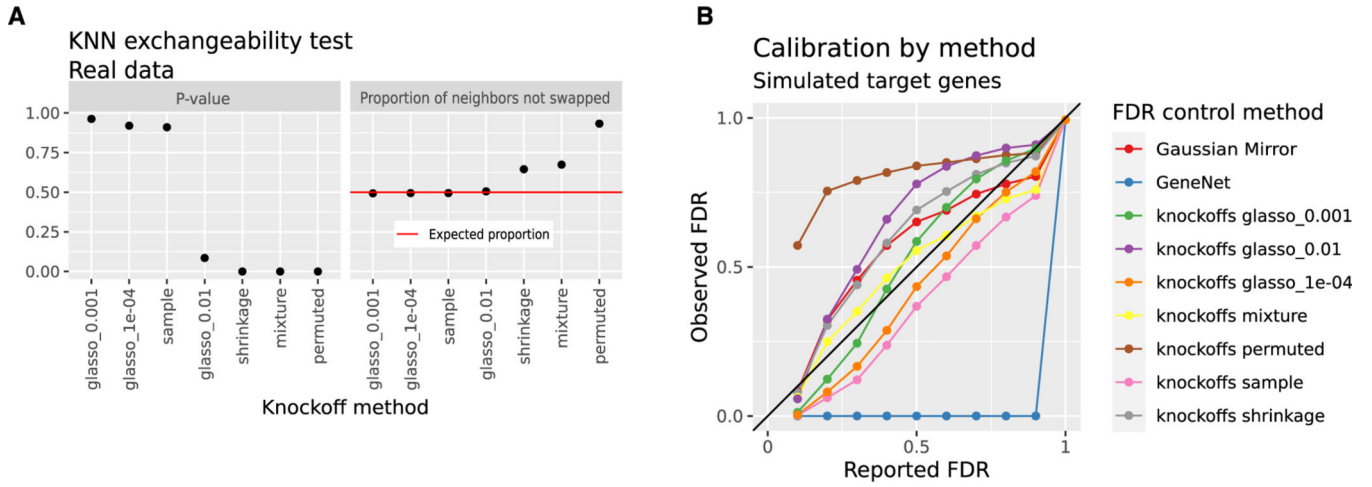 A
KNN exchangeability test
Real data
P-value
Proportion of neighbors not swapped
1.00
0.75
0.50
0.25
0.00
Expected proportion
glasso_0.001
glasso_1e-04
sample
glasso_0.01
shrinkage
mixture
permuted
glasso_0.001
glasso_1e-04
sample
glasso_0.01
shrinkage
mixture
permuted
Knockoff method
B
Calibration by method
Simulated target genes
Observed FDR
1.0
0.5
0.0
0
0.5
1
Reported FDR
FDR control method
Gaussian Mirror
GeneNet
knockoffs glasso_0.001
knockoffs glasso_0.01
knockoffs glasso_1e-04
knockoffs mixture
knockoffs permuted
knockoffs sample
knockoffs shrinkage